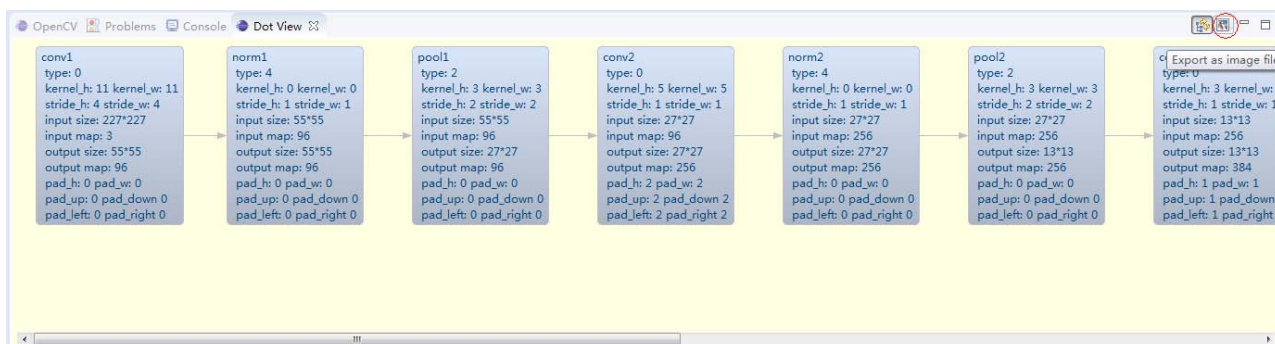 OpenCV Problems Console Dot View
conv1
type: 0
kernel_h: 11 kernel_w: 11
stride_h: 4 stride_w: 4
input size: 227*227
input map: 3
output size: 55*55
output map: 96
pad_h: 0 pad_w: 0
pad_up: 0 pad_down 0
pad_left: 0 pad_right 0
norm1
type: 4
kernel_h: 0 kernel_w: 0
stride_h: 1 stride_w: 1
input size: 55*55
input map: 96
output size: 55*55
output map: 96
pad_h: 0 pad_w: 0
pad_up: 0 pad_down 0
pad_left: 0 pad_right 0
pool1
type: 2
kernel_h: 3 kernel_w: 3
stride_h: 2 stride_w: 2
input size: 55*55
input map: 96
output size: 27*27
output map: 96
pad_h: 0 pad_w: 0
pad_up: 0 pad_down 0
pad_left: 0 pad_right 0
conv2
type: 0
kernel_h: 5 kernel_w: 5
stride_h: 1 stride_w: 1
input size: 27*27
input map: 96
output size: 27*27
output map: 256
pad_h: 2 pad_w: 2
pad_up: 2 pad_down 2
pad_left: 2 pad_right 2
norm2
type: 4
kernel_h: 0 kernel_w: 0
stride_h: 1 stride_w: 1
input size: 27*27
input map: 256
output size: 27*27
output map: 256
pad_h: 0 pad_w: 0
pad_up: 0 pad_down 0
pad_left: 0 pad_right 0
pool2
type: 2
kernel_h: 3 kernel_w: 3
stride_h: 2 stride_w: 2
input size: 27*27
input map: 256
output size: 13*13
output map: 256
pad_h: 0 pad_w: 0
pad_up: 0 pad_down 0
pad_left: 0 pad_right 0
Export as image file
type: 0
kernel_h: 3 kernel_w:
stride_h: 1 stride_w: 1
input size: 13*13
input map: 256
output size: 13*13
output map: 384
pad_h: 1 pad_w: 1
pad_up: 1 pad_down
pad_left: 1 pad_right